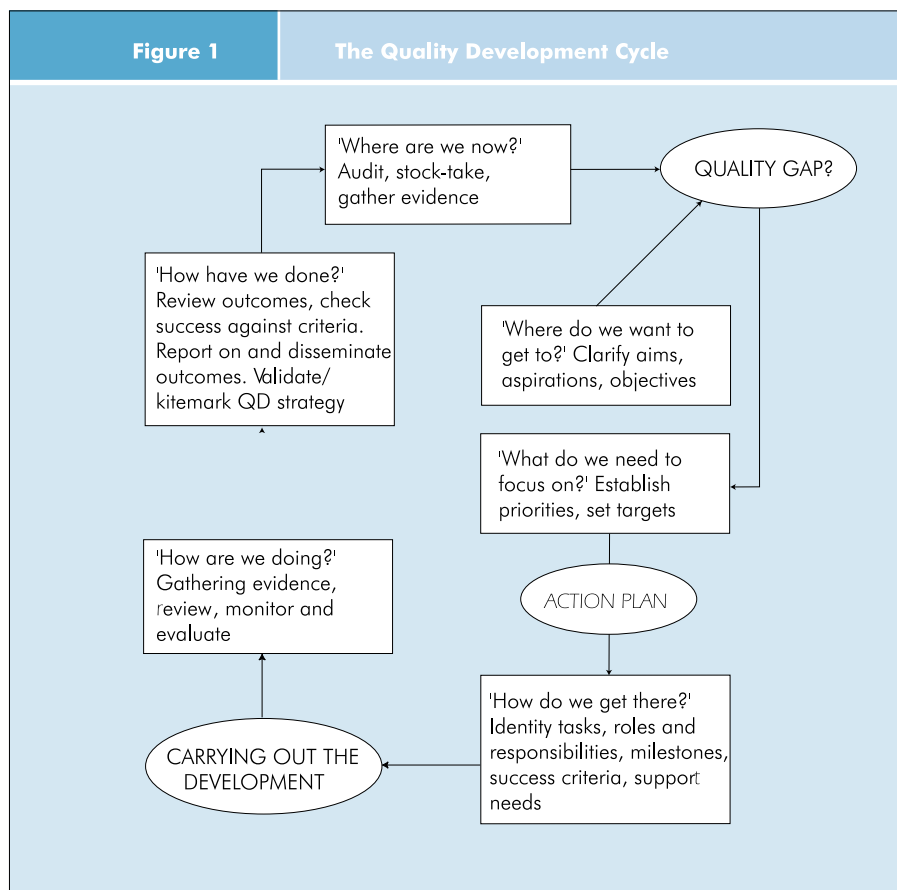 Figure 1
The Quality Development Cycle
'Where are we now?'
Audit, stock-take,
gather evidence
QUALITY GAP?
'How have we done?'
Review outcomes, check
success against criteria.
Report on and disseminate
outcomes. Validate/
kitemark QD strategy
'Where do we want to
get to?' Clarify aims,
aspirations, objectives
'What do we need to
focus on?' Establish
priorities, set targets
'How are we doing?'
Gathering evidence,
review, monitor and
evaluate
ACTION PLAN
'How do we get there?'
Identity tasks, roles and
responsibilities, milestones,
success criteria, support
needs
CARRYING OUT THE
DEVELOPMENT